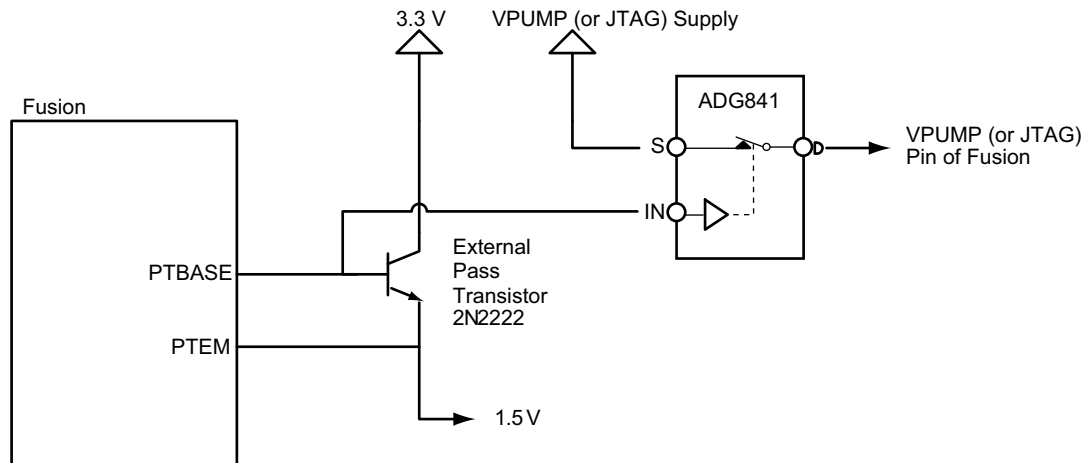 3.3 V
VPUMP (or JTAG) Supply
Fusion
ADG841
S
D
VPUMP (or JTAG)
Pin of Fusion
IN
PTBASE
External
Pass
Transistor
2N2222
PTEM
1.5 V